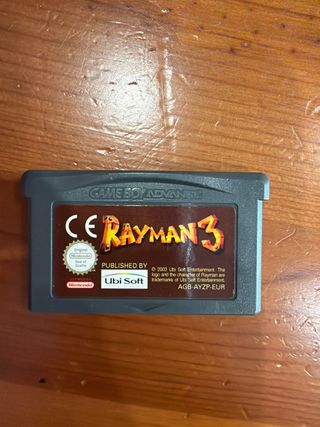 GAME BOY ADVANCE
CE RAYMAN 3
Original
Nintendo
Seal of
Quality
Nintendo
PUBLISHED BY
Ubi Soft
© 2003 Ubi Soft Entertainment. The
logo and the character of Rayman are
trademarks of Ubi Soft Entertainment.
AGB-AYZP-EUR